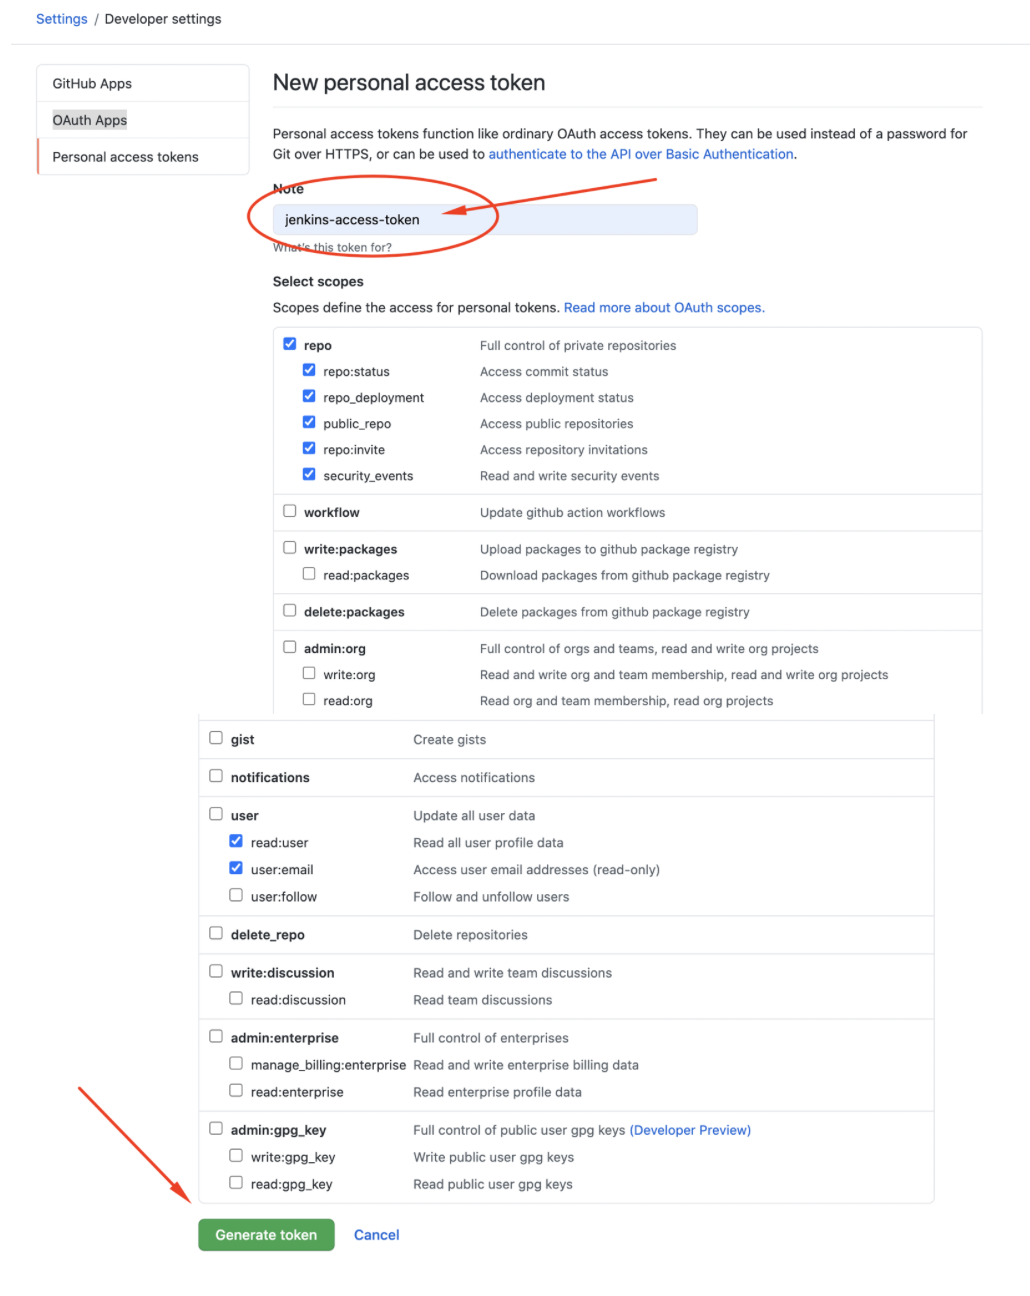 Settings / Developer settings
GitHub Apps
OAuth Apps
Personal access tokens
New personal access token
Personal access tokens function like ordinary OAuth access tokens. They can be used instead of a password for
Git over HTTPS, or can be used to authenticate to the API over Basic Authentication.
Note
jenkins-access-token
What's this token for?
Select scopes
Scopes define the access for personal tokens. Read more about OAuth scopes.
repo Full control of private repositories
repo:status Access commit status
repo_deployment Access deployment status
public_repo Access public repositories
repo:invite Access repository invitations
security_events Read and write security events
workflow Update github action workflows
write:packages Upload packages to github package registry
read:packages Download packages from github package registry
delete:packages Delete packages from github package registry
admin:org Full control of orgs and teams, read and write org projects
write:org Read and write org and team membership, read and write org projects
read:org Read org and team membership, read org projects
gist Create gists
notifications Access notifications
user Update all user data
read:user Read all user profile data
user:email Access user email addresses (read-only)
user:follow Follow and unfollow users
delete_repo Delete repositories
write:discussion Read and write team discussions
read:discussion Read team discussions
admin:enterprise Full control of enterprises
manage_billing:enterprise Read and write enterprise billing data
read:enterprise Read enterprise profile data
admin:gpg_key Full control of public user gpg keys (Developer Preview)
write:gpg_key Write public user gpg keys
read:gpg_key Read public user gpg keys
Generate token Cancel